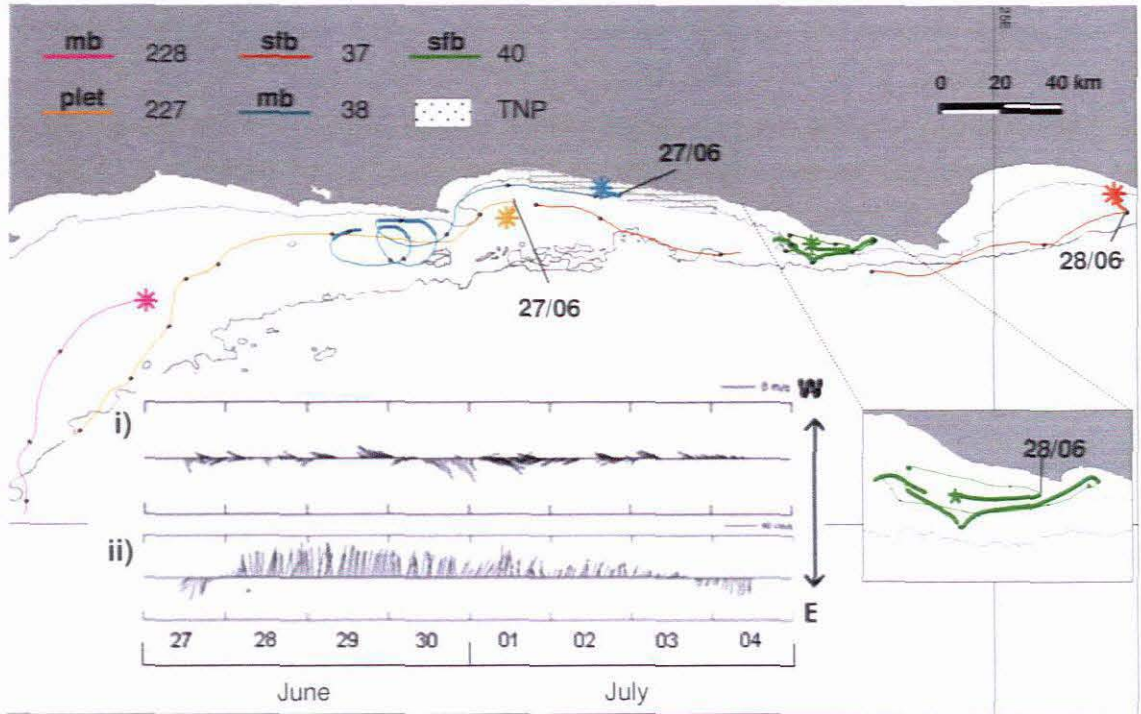 mb 228 sfb 37 sfb 40
plet 227 mb 38 TNP
0 20 40 km
27/06
27/06
28/06
W
i)
28/06
ii)
E
27 28 29 30 01 02 03 04
June July